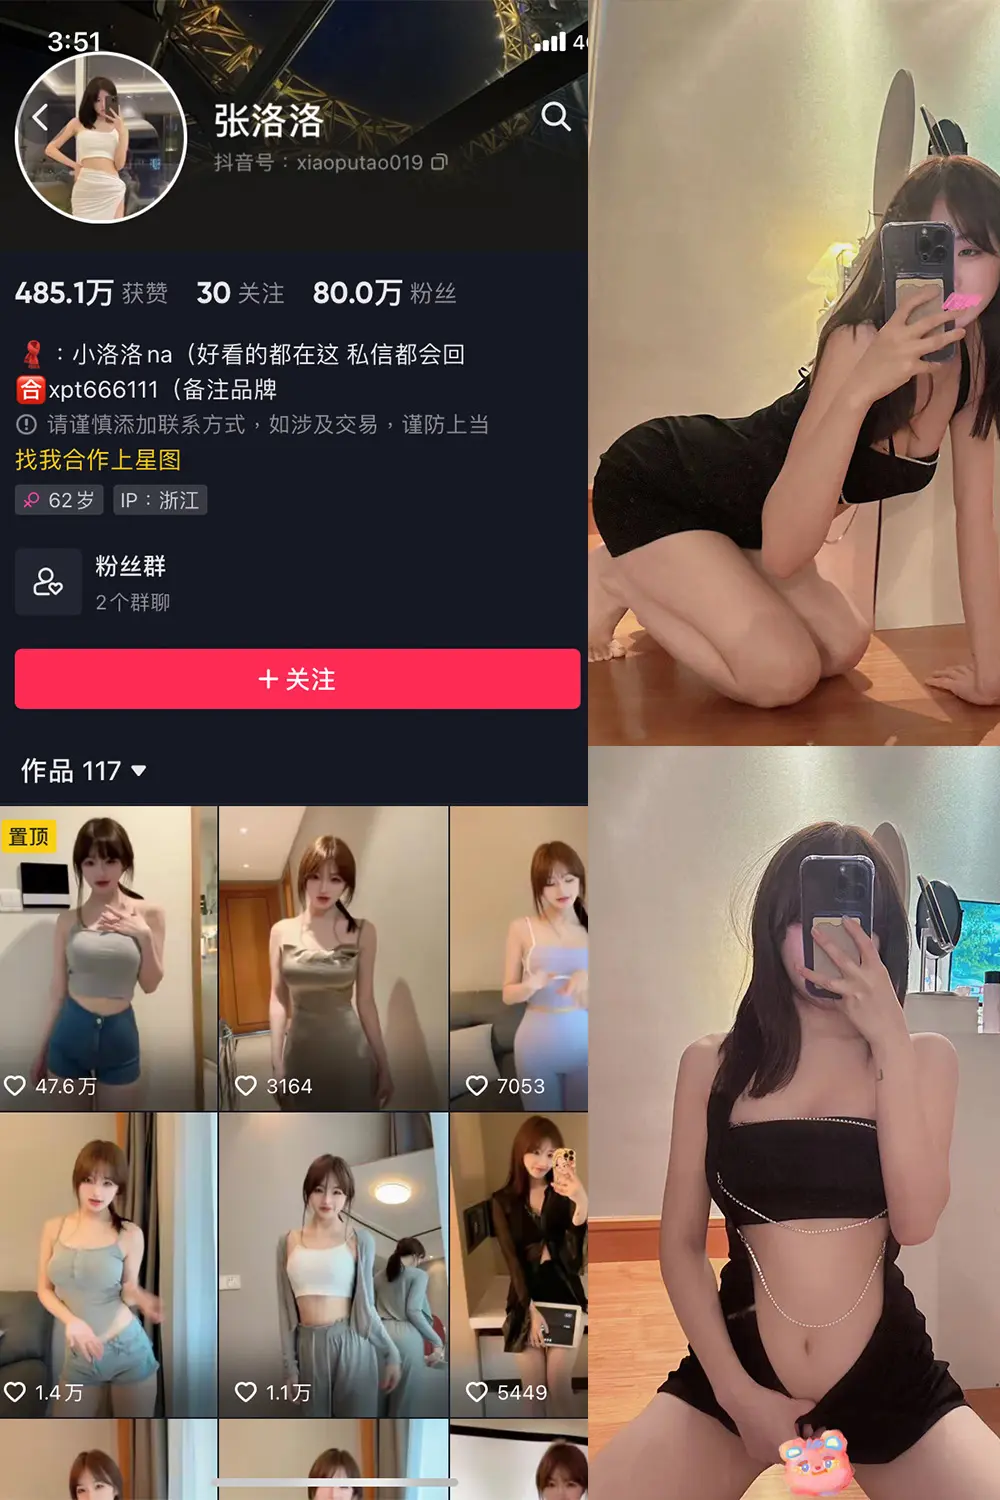 3:51
4
张洛洛
抖音号：xiaoputao019
485.1万 获赞 30 关注 80.0万 粉丝
：小洛洛na（好看的都在这 私信都会回
合 xpt666111（备注品牌
请谨慎添加联系方式，如涉及交易，谨防上当
找我合作上星图
62岁 IP：浙江
粉丝群
2个群聊
＋关注
作品 117
置顶
47.6万 3164 7053
1.4万 1.1万 5449